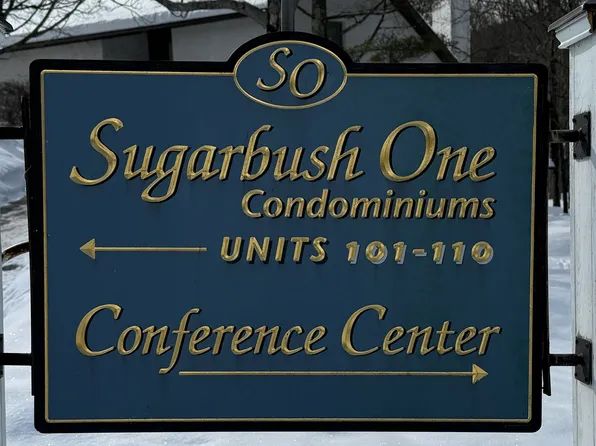 SO
Sugarbush One
Condominiums
UNITS 101-110
Conference Center